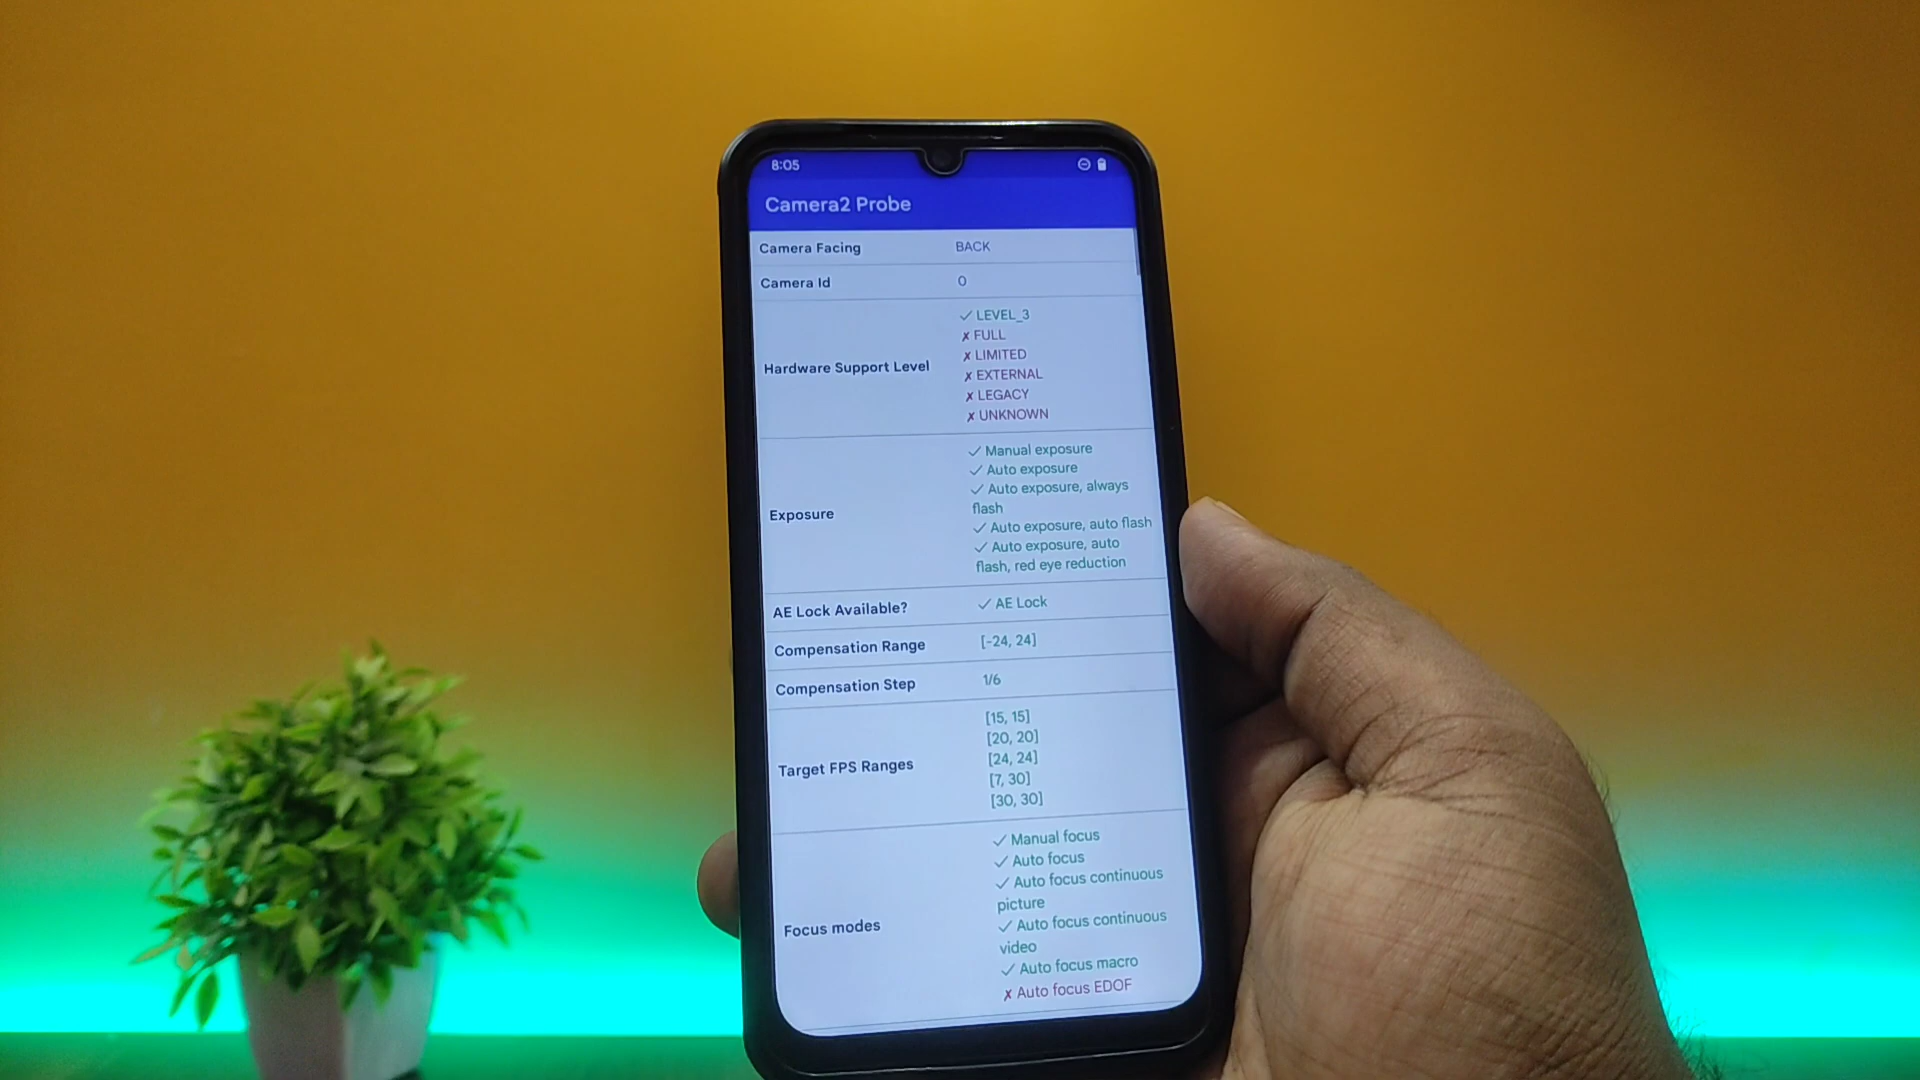 8:05
Camera2 Probe
Camera Facing BACK
Camera Id 0
Hardware Support Level
✓ LEVEL_3
✗ FULL
✗ LIMITED
✗ EXTERNAL
✗ LEGACY
✗ UNKNOWN
Exposure
✓ Manual exposure
✓ Auto exposure
✓ Auto exposure, always
flash
✓ Auto exposure, auto flash
✓ Auto exposure, auto
flash, red eye reduction
AE Lock Available? ✓ AE Lock
Compensation Range [-24, 24]
Compensation Step 1/6
Target FPS Ranges
[15, 15]
[20, 20]
[24, 24]
[7, 30]
[30, 30]
Focus modes
✓ Manual focus
✓ Auto focus
✓ Auto focus continuous
picture
✓ Auto focus continuous
video
✓ Auto focus macro
✗ Auto focus EDOF